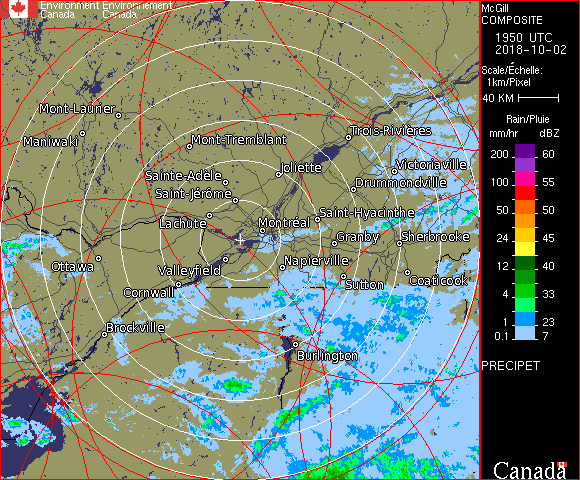 Environment Environnement
Canada Canada
McGill
COMPOSITE
1950 UTC
2018-10-02
Scale/Échelle:
1km/Pixel
40 KM
Rain/Pluie
mm/hr dBZ
200 60
100 55
50 50
24 45
12 40
4 33
1 23
0.1 7
PRECIPET
Canada
Mont-Laurier
Maniwaki
Mont-Tremblant
Trois-Rivières
Sainte-Adèle
Joliette
Victoriaville
Saint-Jérôme
Drummondville
Lachute
Montréal
Saint-Hyacinthe
Granby
Sherbrooke
Ottawa
Valleyfield
Napierville
Cornwall
Sutton
Coaticook
Brockville
Burlington